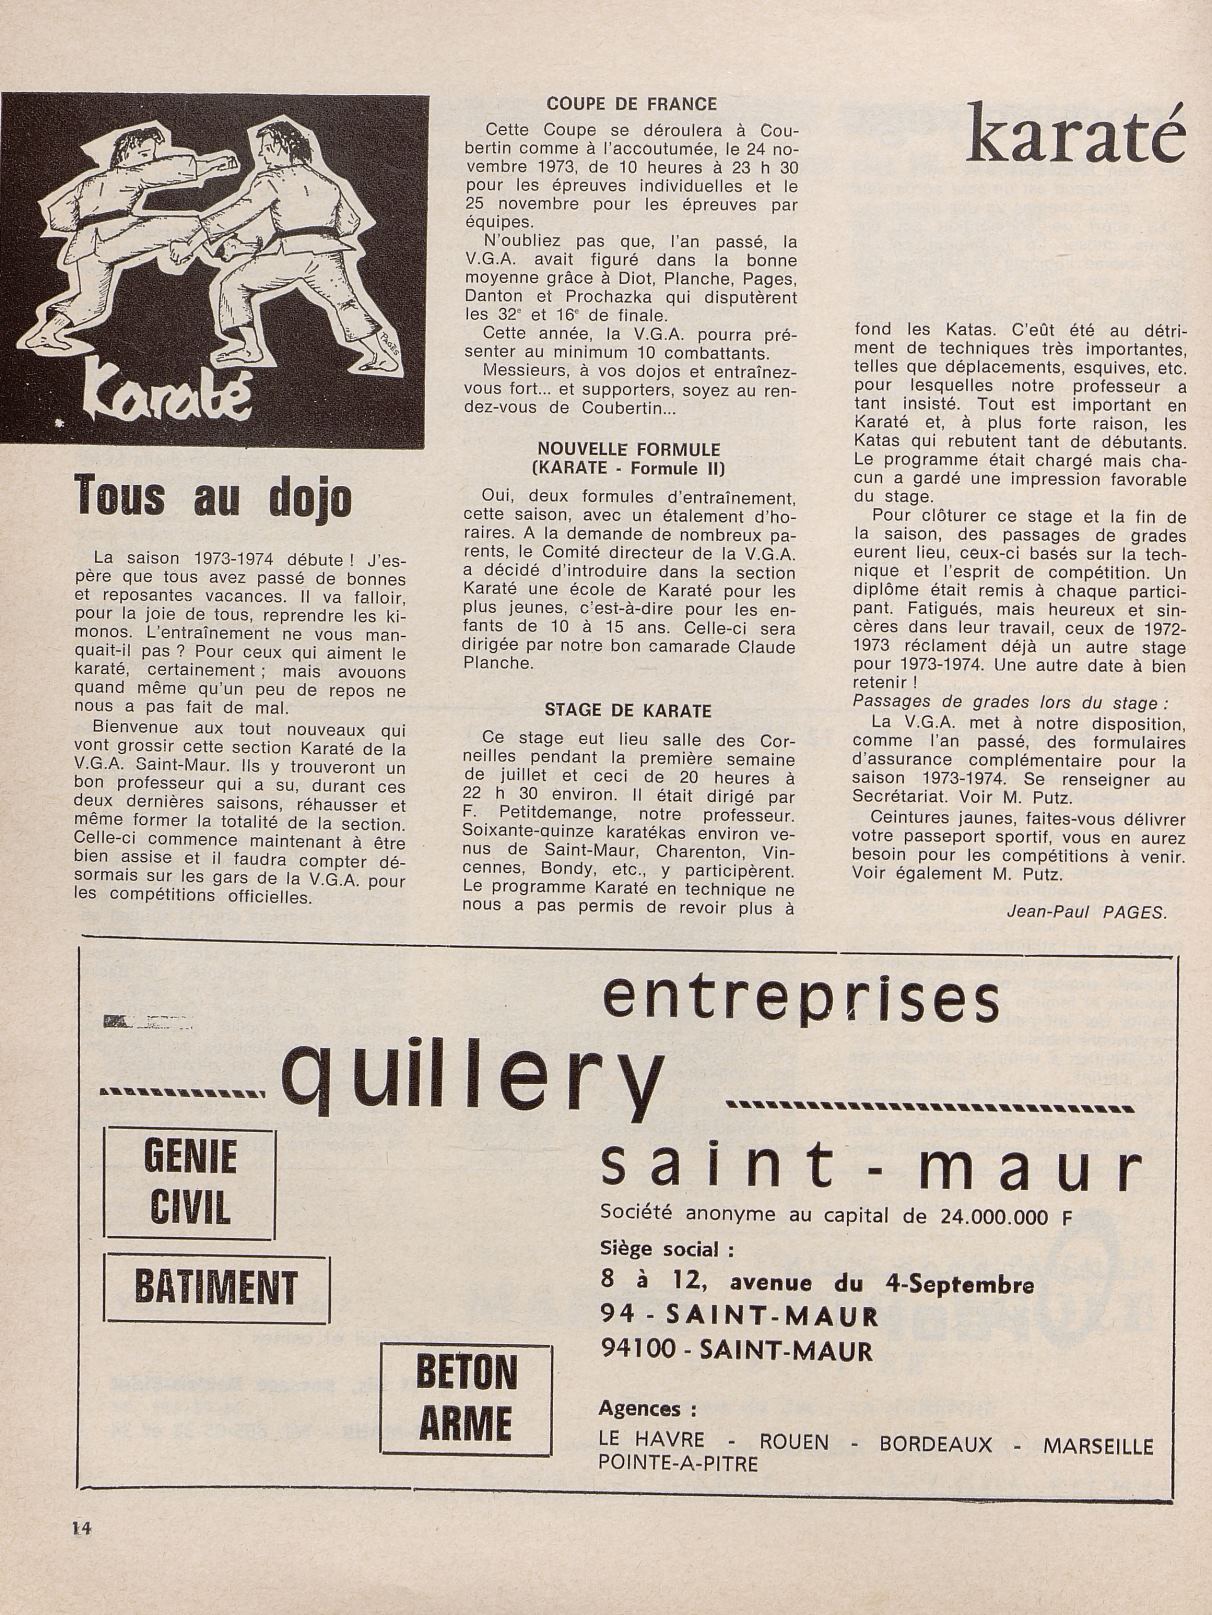 karaté
PAGES
Karaté
Tous au dojo
La saison 1973-1974 débute ! J'es-
père que tous avez passé de bonnes
et reposantes vacances. Il va falloir,
pour la joie de tous, reprendre les ki-
monos. L'entraînement ne vous man-
quait-il pas ? Pour ceux qui aiment le
karaté, certainement ; mais avouons
quand même qu'un peu de repos ne
nous a pas fait de mal.
Bienvenue aux tout nouveaux qui
vont grossir cette section Karaté de la
V.G.A. Saint-Maur. Ils y trouveront un
bon professeur qui a su, durant ces
deux dernières saisons, réhausser et
même former la totalité de la section.
Celle-ci commence maintenant à être
bien assise et il faudra compter dé-
sormais sur les gars de la V.G.A. pour
les compétitions officielles.
COUPE DE FRANCE
Cette Coupe se déroulera à Cou-
bertin comme à l'accoutumée, le 24 no-
vembre 1973, de 10 heures à 23 h 30
pour les épreuves individuelles et le
25 novembre pour les épreuves par
équipes.
N'oubliez pas que, l'an passé, la
V.G.A. avait figuré dans la bonne
moyenne grâce à Diot, Planche, Pages,
Danton et Prochazka qui disputèrent
les 32e et 16e de finale.
Cette année, la V.G.A. pourra pré-
senter au minimum 10 combattants.
Messieurs, à vos dojos et entraînez-
vous fort... et supporters, soyez au ren-
dez-vous de Coubertin...
NOUVELLE FORMULE
(KARATE - Formule II)
Oui, deux formules d'entraînement,
cette saison, avec un étalement d'ho-
raires. A la demande de nombreux pa-
rents, le Comité directeur de la V.G.A.
a décidé d'introduire dans la section
Karaté une école de Karaté pour les
plus jeunes, c'est-à-dire pour les en-
fants de 10 à 15 ans. Celle-ci sera
dirigée par notre bon camarade Claude
Planche.
STAGE DE KARATE
Ce stage eut lieu salle des Cor-
neilles pendant la première semaine
de juillet et ceci de 20 heures à
22 h 30 environ. Il était dirigé par
F. Petitdemange, notre professeur.
Soixante-quinze karatékas environ ve-
nus de Saint-Maur, Charenton, Vin-
cennes, Bondy, etc., y participèrent.
Le programme Karaté en technique ne
nous a pas permis de revoir plus à
fond les Katas. C'eût été au détri-
ment de techniques très importantes,
telles que déplacements, esquives, etc.
pour lesquelles notre professeur a
tant insisté. Tout est important en
Karaté et, à plus forte raison, les
Katas qui rebutent tant de débutants.
Le programme était chargé mais cha-
cun a gardé une impression favorable
du stage.
Pour clôturer ce stage et la fin de
la saison, des passages de grades
eurent lieu, ceux-ci basés sur la tech-
nique et l'esprit de compétition. Un
diplôme était remis à chaque partici-
pant. Fatigués, mais heureux et sin-
cères dans leur travail, ceux de 1972-
1973 réclament déjà un autre stage
pour 1973-1974. Une autre date à bien
retenir !
Passages de grades lors du stage :
La V.G.A. met à notre disposition,
comme l'an passé, des formulaires
d'assurance complémentaire pour la
saison 1973-1974. Se renseigner au
Secrétariat. Voir M. Putz.
Ceintures jaunes, faites-vous délivrer
votre passeport sportif, vous en aurez
besoin pour les compétitions à venir.
Voir également M. Putz.
Jean-Paul PAGES.
entreprises
quillery
saint-maur
GENIE
CIVIL
BATIMENT
BETON
ARME
Société anonyme au capital de 24.000.000 F
Siège social :
8 à 12, avenue du 4-Septembre
94 - SAINT-MAUR
94100 - SAINT-MAUR
Agences :
LE HAVRE - ROUEN - BORDEAUX - MARSEILLE
POINTE-A-PITRE
14